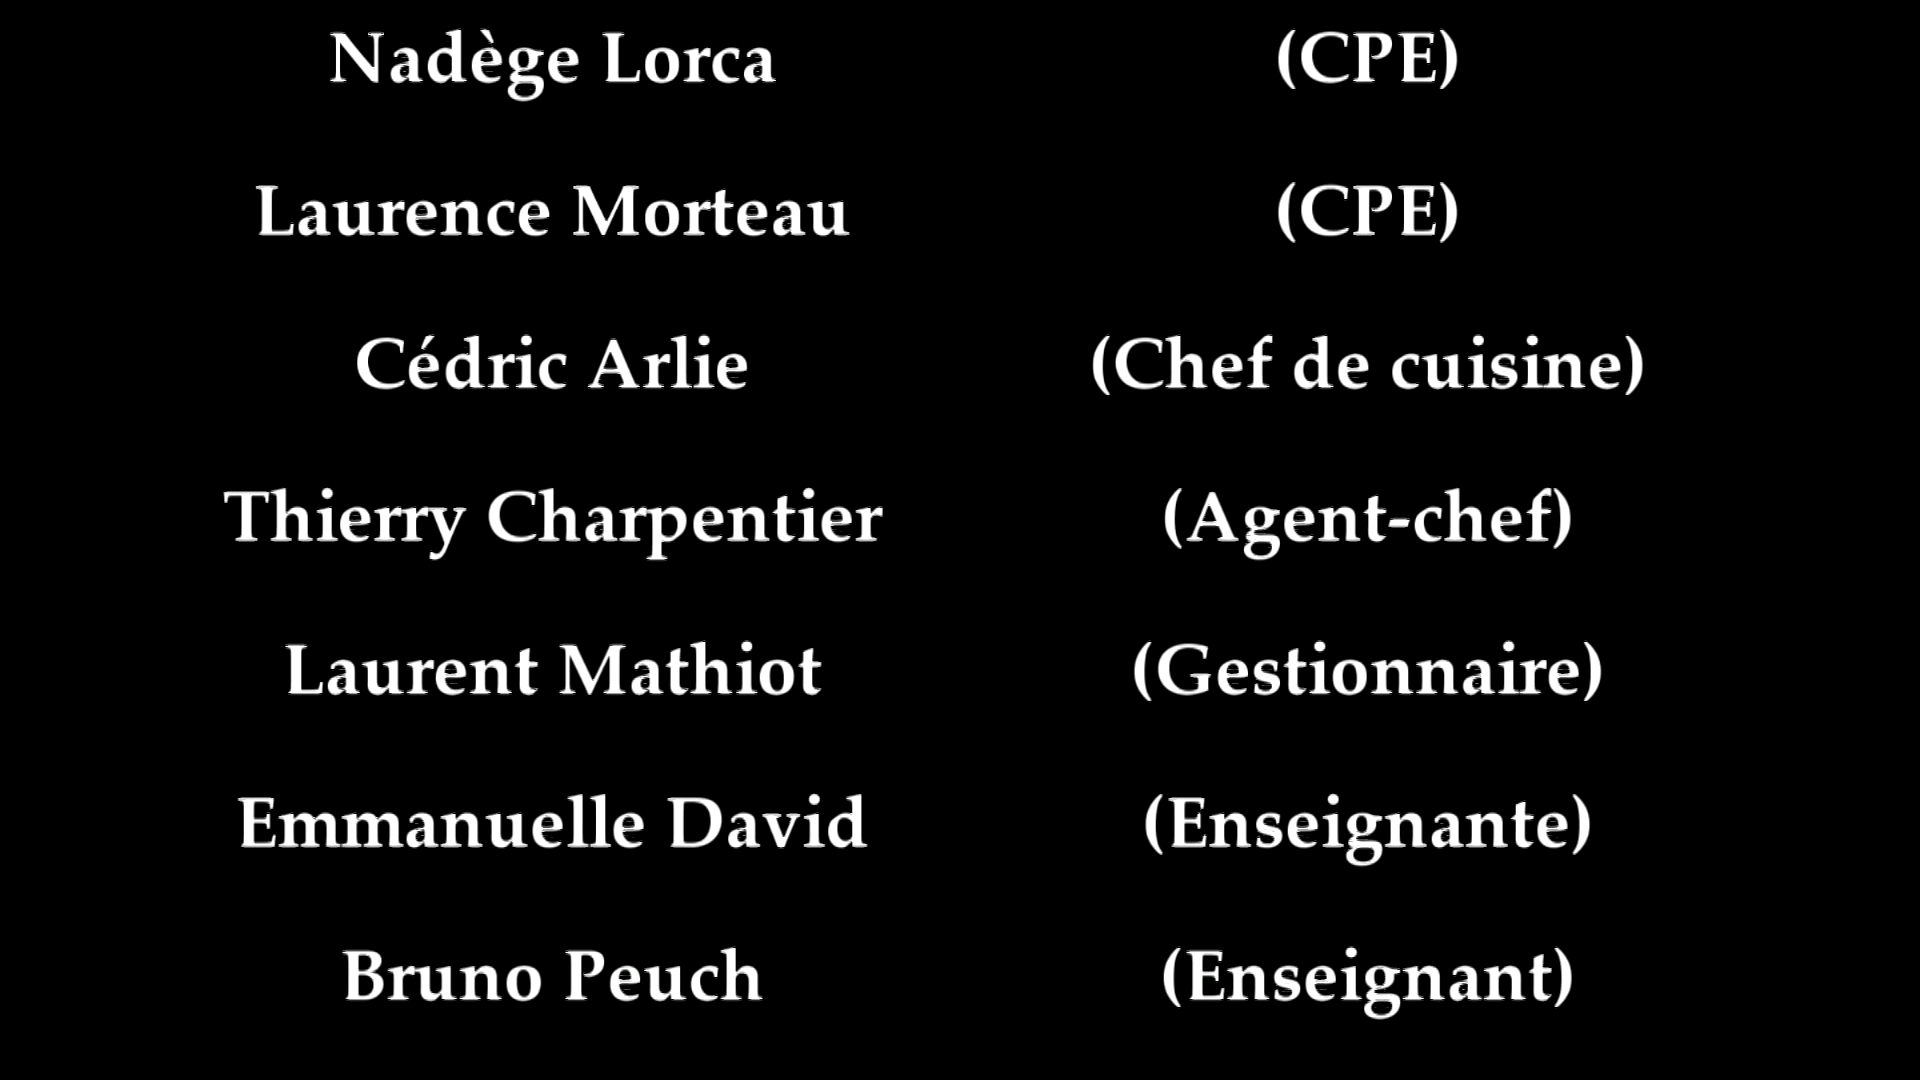 Nadège Lorca (CPE)
Laurence Morteau (CPE)
Cédric Arlie (Chef de cuisine)
Thierry Charpentier (Agent-chef)
Laurent Mathiot (Gestionnaire)
Emmanuelle David (Enseignante)
Bruno Peuch (Enseignant)